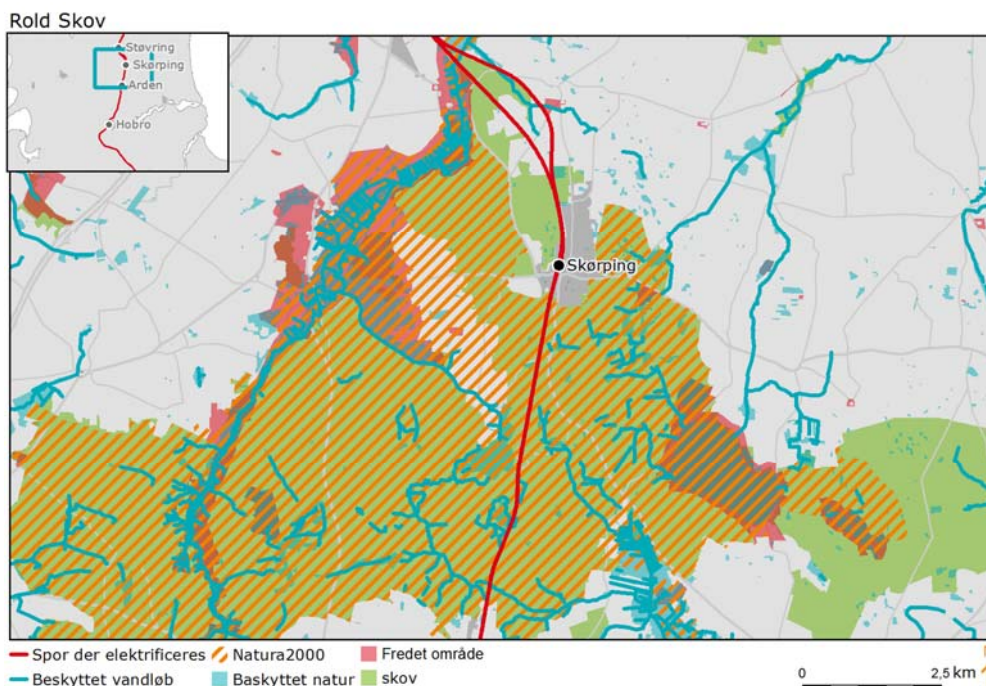 Rold Skov
Støvring
Skørping
Arden
Hobro
Skørping
Spor der elektrificeres
Natura2000
Fredet område
Beskyttet vandløb
Baskyttet natur
skov
0 2,5 km